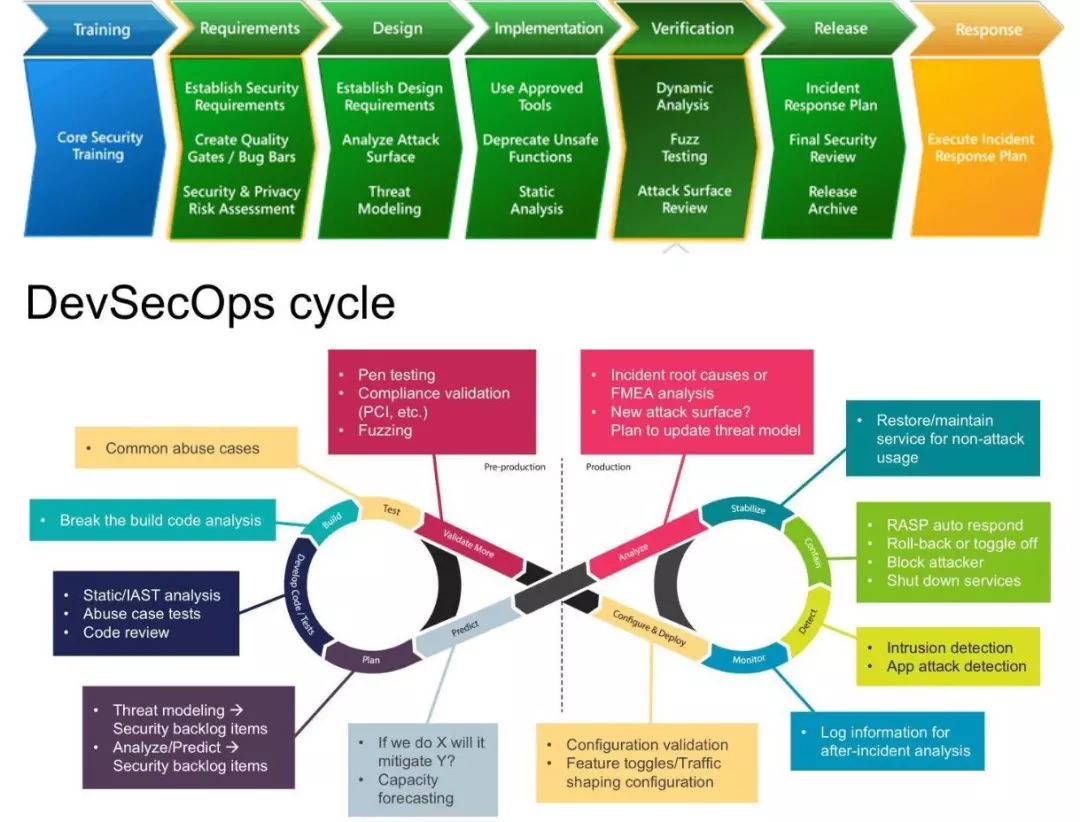 Training
Requirements
Design
Implementation
Verification
Release
Response
Core Security
Training
Establish Security
Requirements
Create Quality
Gates / Bug Bars
Security & Privacy
Risk Assessment
Establish Design
Requirements
Analyze Attack
Surface
Threat
Modeling
Use Approved
Tools
Deprecate Unsafe
Functions
Static
Analysis
Dynamic
Analysis
Fuzz
Testing
Attack Surface
Review
Incident
Response Plan
Final Security
Review
Release
Archive
Execute Incident
Response Plan
DevSecOps cycle
• Pen testing
• Compliance validation
(PCI, etc.)
• Fuzzing
• Incident root causes or
FMEA analysis
• New attack surface?
Plan to update threat model
• Restore/maintain
service for non-attack
usage
• Common abuse cases
Pre-production
Production
• Break the build code analysis
Build
Test
Validate More
Analyze
Stabilize
Contain
• RASP auto respond
• Roll-back or toggle off
• Block attacker
• Shut down services
• Static/IAST analysis
• Abuse case tests
• Code review
Develop Code / Tests
Plan
Predict
Configure & Deploy
Monitor
Detect
• Intrusion detection
• App attack detection
• Threat modeling →
Security backlog items
• Analyze/Predict →
Security backlog items
• If we do X will it
mitigate Y?
• Capacity
forecasting
• Configuration validation
• Feature toggles/Traffic
shaping configuration
• Log information for
after-incident analysis